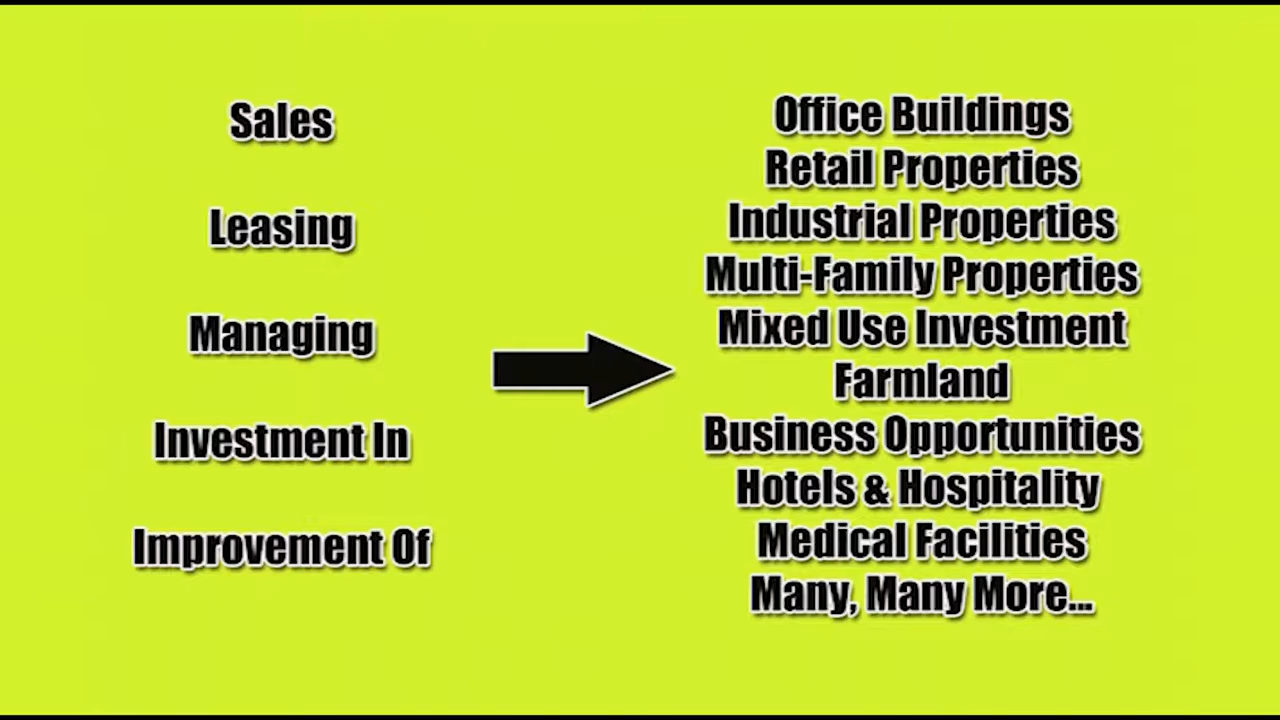 Sales
Leasing
Managing
Investment In
Improvement Of
Office Buildings
Retail Properties
Industrial Properties
Multi-Family Properties
Mixed Use Investment
Farmland
Business Opportunities
Hotels & Hospitality
Medical Facilities
Many, Many More...